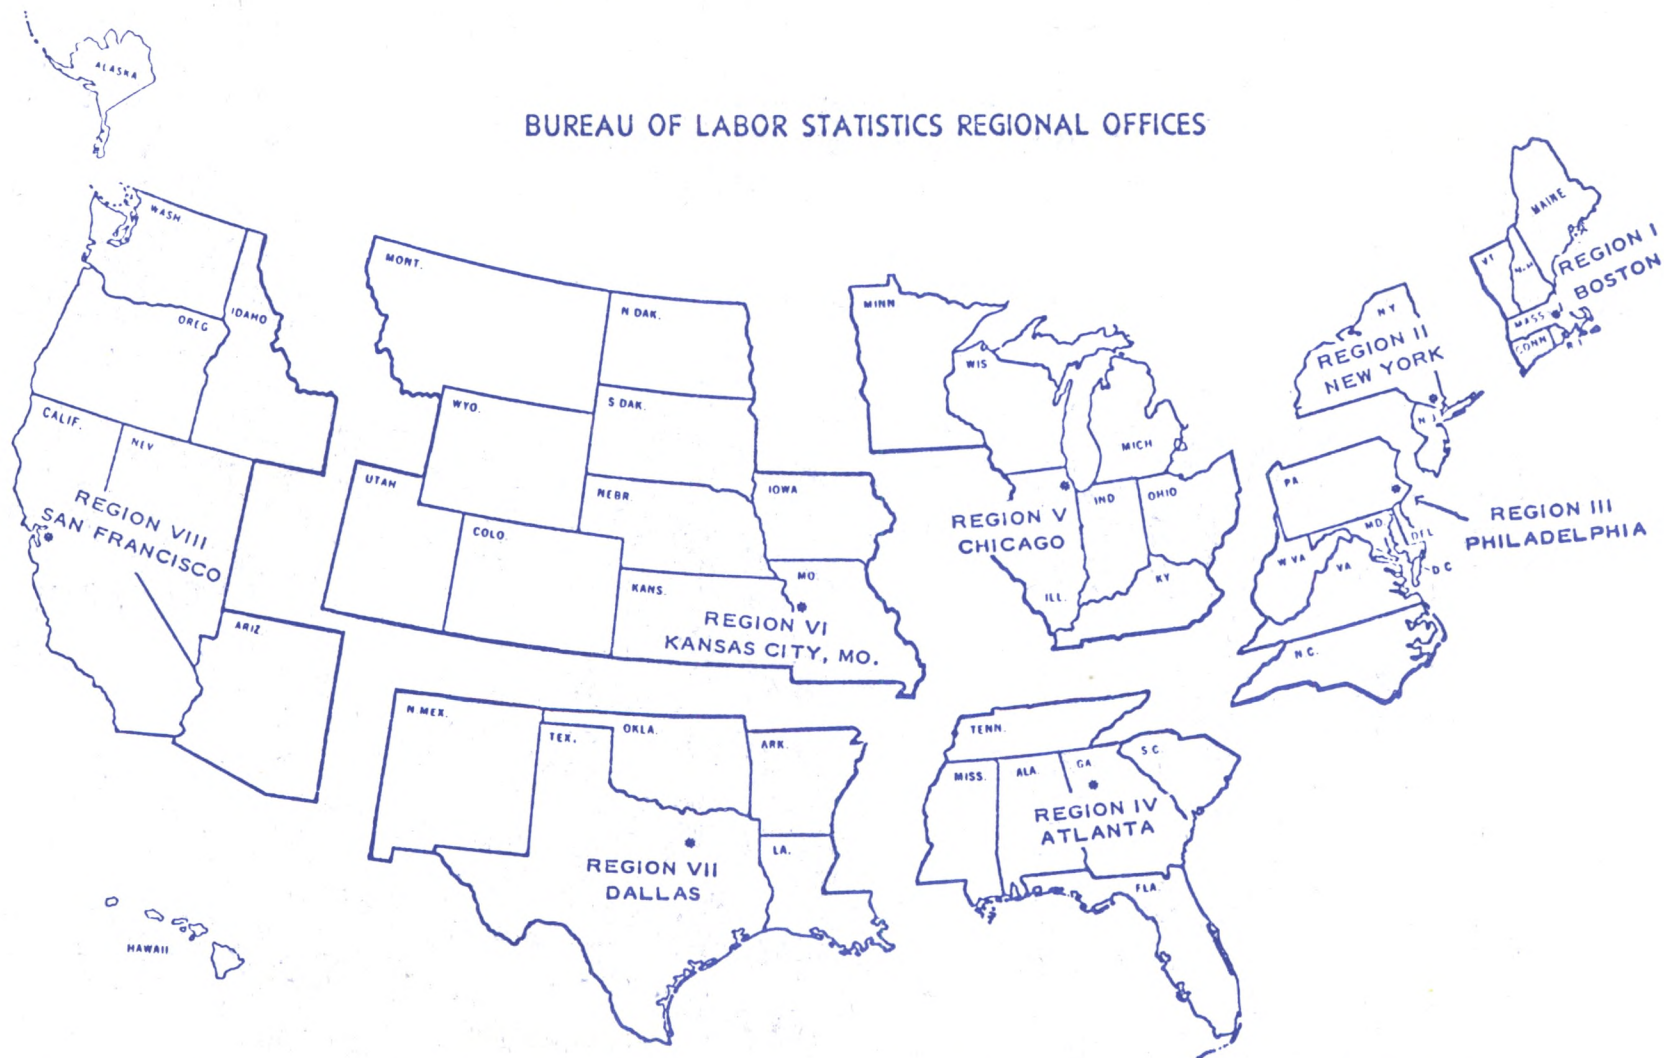 ALASKA
BUREAU OF LABOR STATISTICS REGIONAL OFFICES
WASH
OREG
IDAHO
CALIF.
NEV
REGION VIII
SAN FRANCISCO
ARIZ
HAWAII
MONT.
N DAK.
S DAK.
WYO.
NEBR.
UTAH
COLO.
KANS.
IOWA
MO.
REGION VI
KANSAS CITY, MO.
N MEX.
TEX.
OKLA.
ARK.
LA.
REGION VII
DALLAS
MINN
WIS
MICH
IND
OHIO
REGION V
CHICAGO
ILL.
KY
TENN.
MISS.
ALA.
GA
S C
REGION IV
ATLANTA
FLA.
MAINE
VT
N.H
REGION I
BOSTON
MASS.
CONN
R I
N Y
REGION II
NEW YORK
N J
PA
REGION III
PHILADELPHIA
MD.
DEL
D C
W VA
VA
N C.